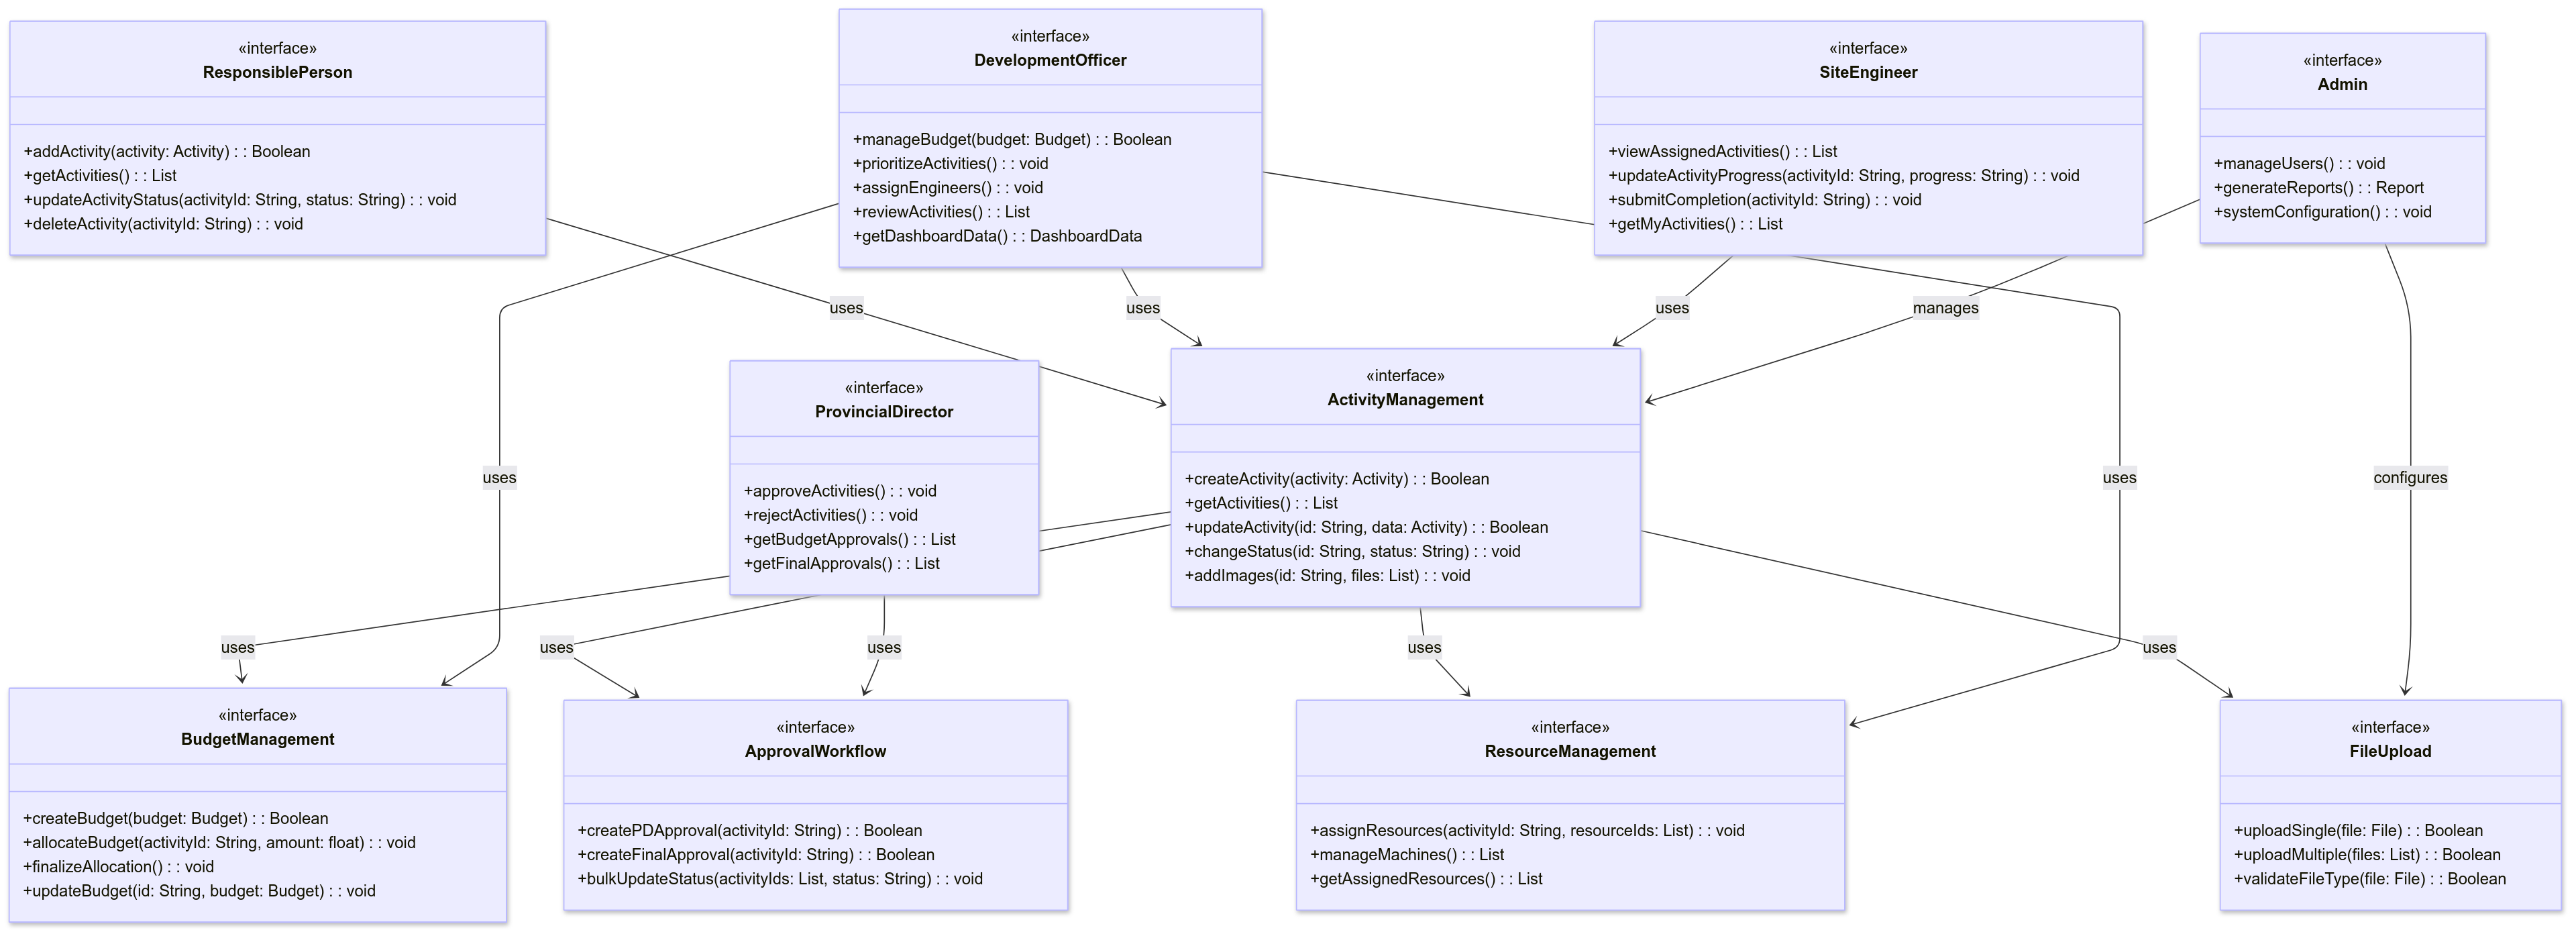 «interface»
ResponsiblePerson
+addActivity(activity: Activity) : : Boolean
+getActivities() : : List
+updateActivityStatus(activityId: String, status: String) : : void
+deleteActivity(activityId: String) : : void
«interface»
DevelopmentOfficer
+manageBudget(budget: Budget) : : Boolean
+prioritizeActivities() : : void
+assignEngineers() : : void
+reviewActivities() : : List
+getDashboardData() : : DashboardData
«interface»
SiteEngineer
+viewAssignedActivities() : : List
+updateActivityProgress(activityId: String, progress: String) : : void
+submitCompletion(activityId: String) : : void
+getMyActivities() : : List
«interface»
Admin
+manageUsers() : : void
+generateReports() : : Report
+systemConfiguration() : : void
uses
uses
uses
manages
«interface»
ProvincialDirector
+approveActivities() : : void
+rejectActivities() : : void
+getBudgetApprovals() : : List
+getFinalApprovals() : : List
«interface»
ActivityManagement
+createActivity(activity: Activity) : : Boolean
+getActivities() : : List
+updateActivity(id: String, data: Activity) : : Boolean
+changeStatus(id: String, status: String) : : void
+addImages(id: String, files: List) : : void
uses
uses
configures
uses
uses
uses
uses
uses
«interface»
BudgetManagement
+createBudget(budget: Budget) : : Boolean
+allocateBudget(activityId: String, amount: float) : : void
+finalizeAllocation() : : void
+updateBudget(id: String, budget: Budget) : : void
«interface»
ApprovalWorkflow
+createPDApproval(activityId: String) : : Boolean
+createFinalApproval(activityId: String) : : Boolean
+bulkUpdateStatus(activityIds: List, status: String) : : void
«interface»
ResourceManagement
+assignResources(activityId: String, resourceIds: List) : : void
+manageMachines() : : List
+getAssignedResources() : : List
«interface»
FileUpload
+uploadSingle(file: File) : : Boolean
+uploadMultiple(files: List) : : Boolean
+validateFileType(file: File) : : Boolean